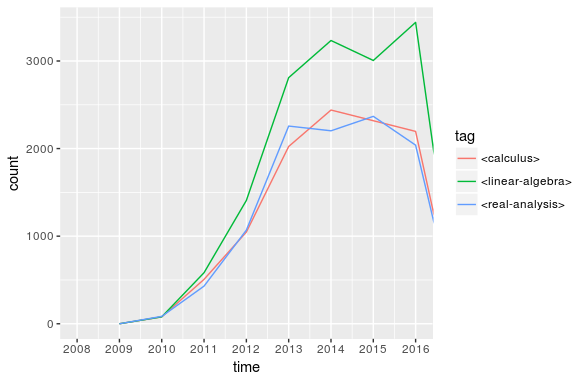 3000
2000
1000
0
count
2008 2009 2010 2011 2012 2013 2014 2015 2016
time
tag
<calculus>
<linear-algebra>
<real-analysis>